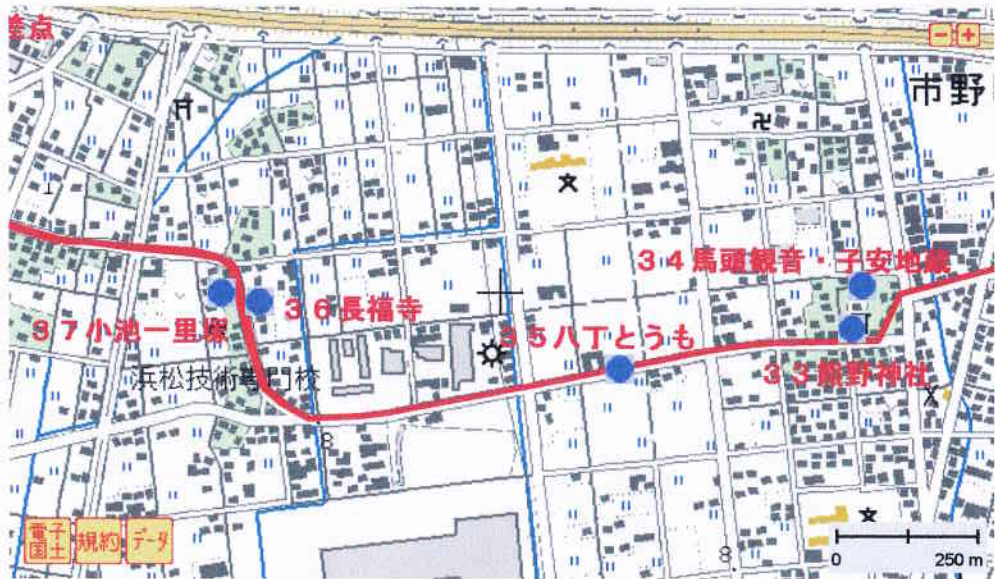 差点
市野
34馬頭観音・子安地蔵
36長福寺
37小池一里塚
35八丁とうも
浜松技術専門校
33熊野神社
8
8
電子国土
規約
データ
0
250 m